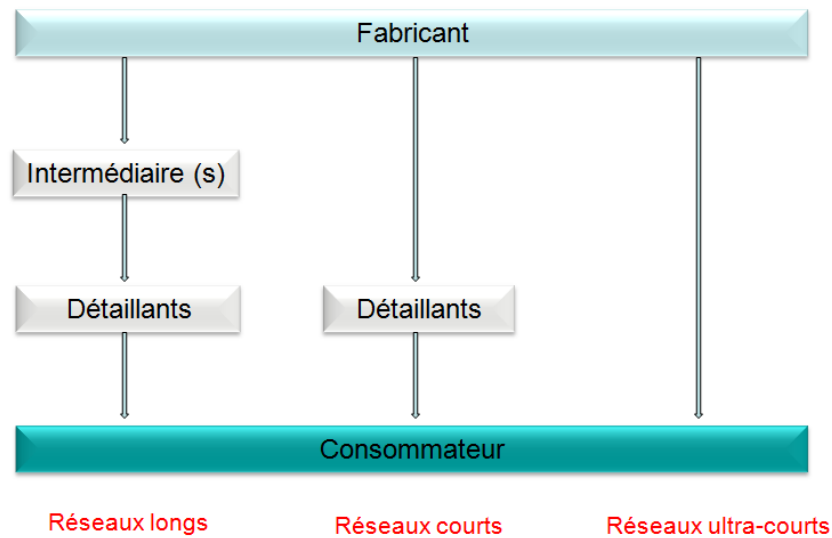 Fabricant
Intermédiaire (s)
Détaillants
Détaillants
Consommateur
Réseaux longs
Réseaux courts
Réseaux ultra-courts